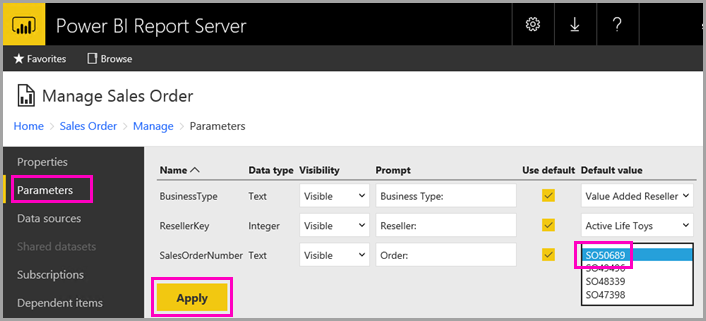 Power BI Report Server
?
Favorites Browse
Manage Sales Order
Home > Sales Order > Manage > Parameters
Properties
Name Data type Visibility Prompt Use default Default value
Parameters
BusinessType Text Visible Business Type: Value Added Reseller
Data sources
ResellerKey Integer Visible Reseller: Active Life Toys
Shared datasets
SalesOrderNumber Text Visible Order: SO50689
SO49496
Subscriptions
SO48339
Apply
SO47398
Dependent items